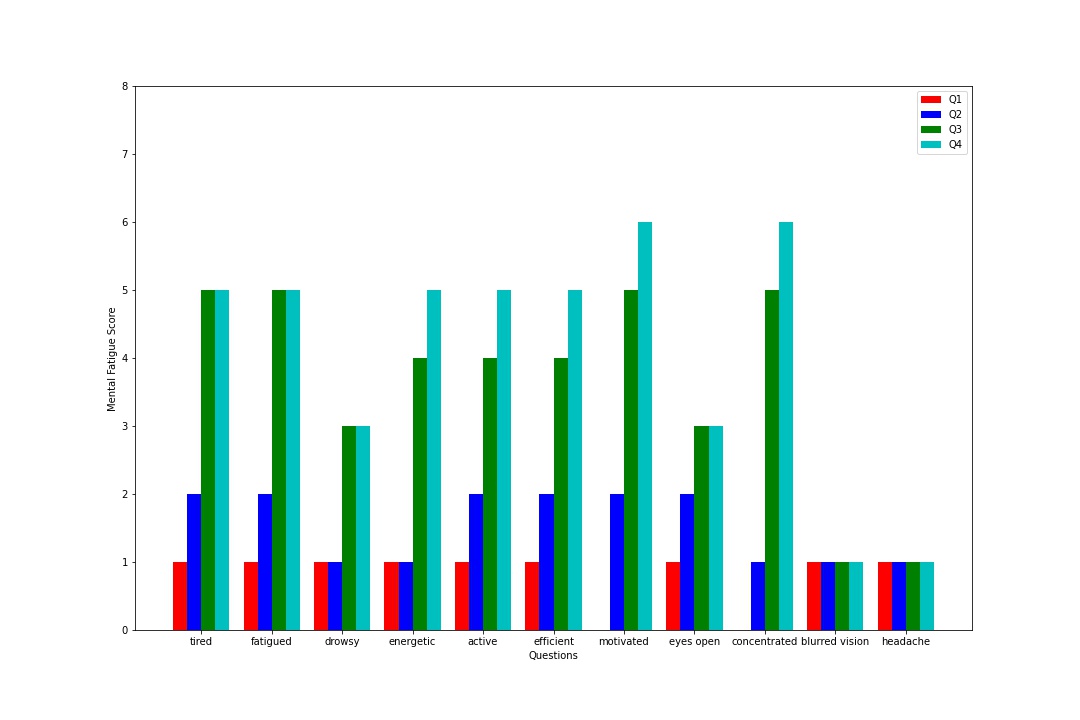 8
7
6
5
4
3
2
1
0
Mental Fatigue Score
Q1
Q2
Q3
Q4
tired fatigued drowsy energetic active efficient motivated eyes open concentrated blurred vision headache
Questions